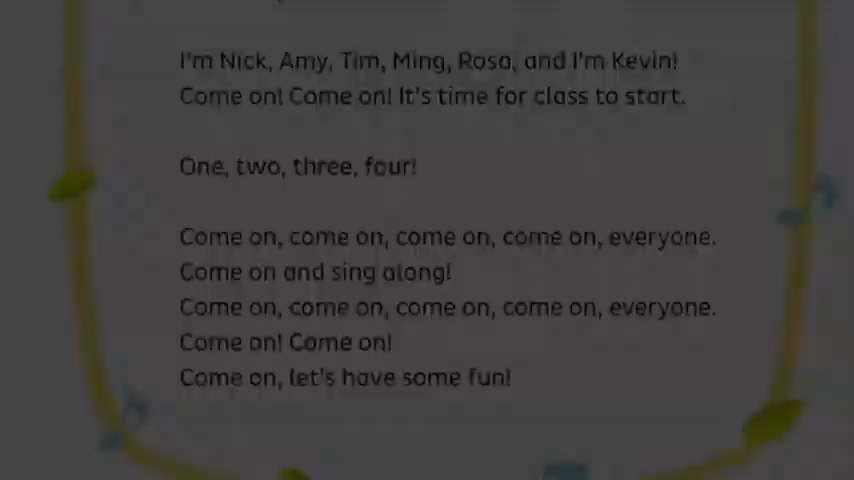 I'm Nick, Amy, Tim, Ming, Rosa, and I'm Kevin!
Come on! Come on! It's time for class to start.
One, two, three, four!
Come on, come on, come on, come on, everyone.
Come on and sing along!
Come on, come on, come on, come on, everyone.
Come on! Come on!
Come on, let's have some fun!